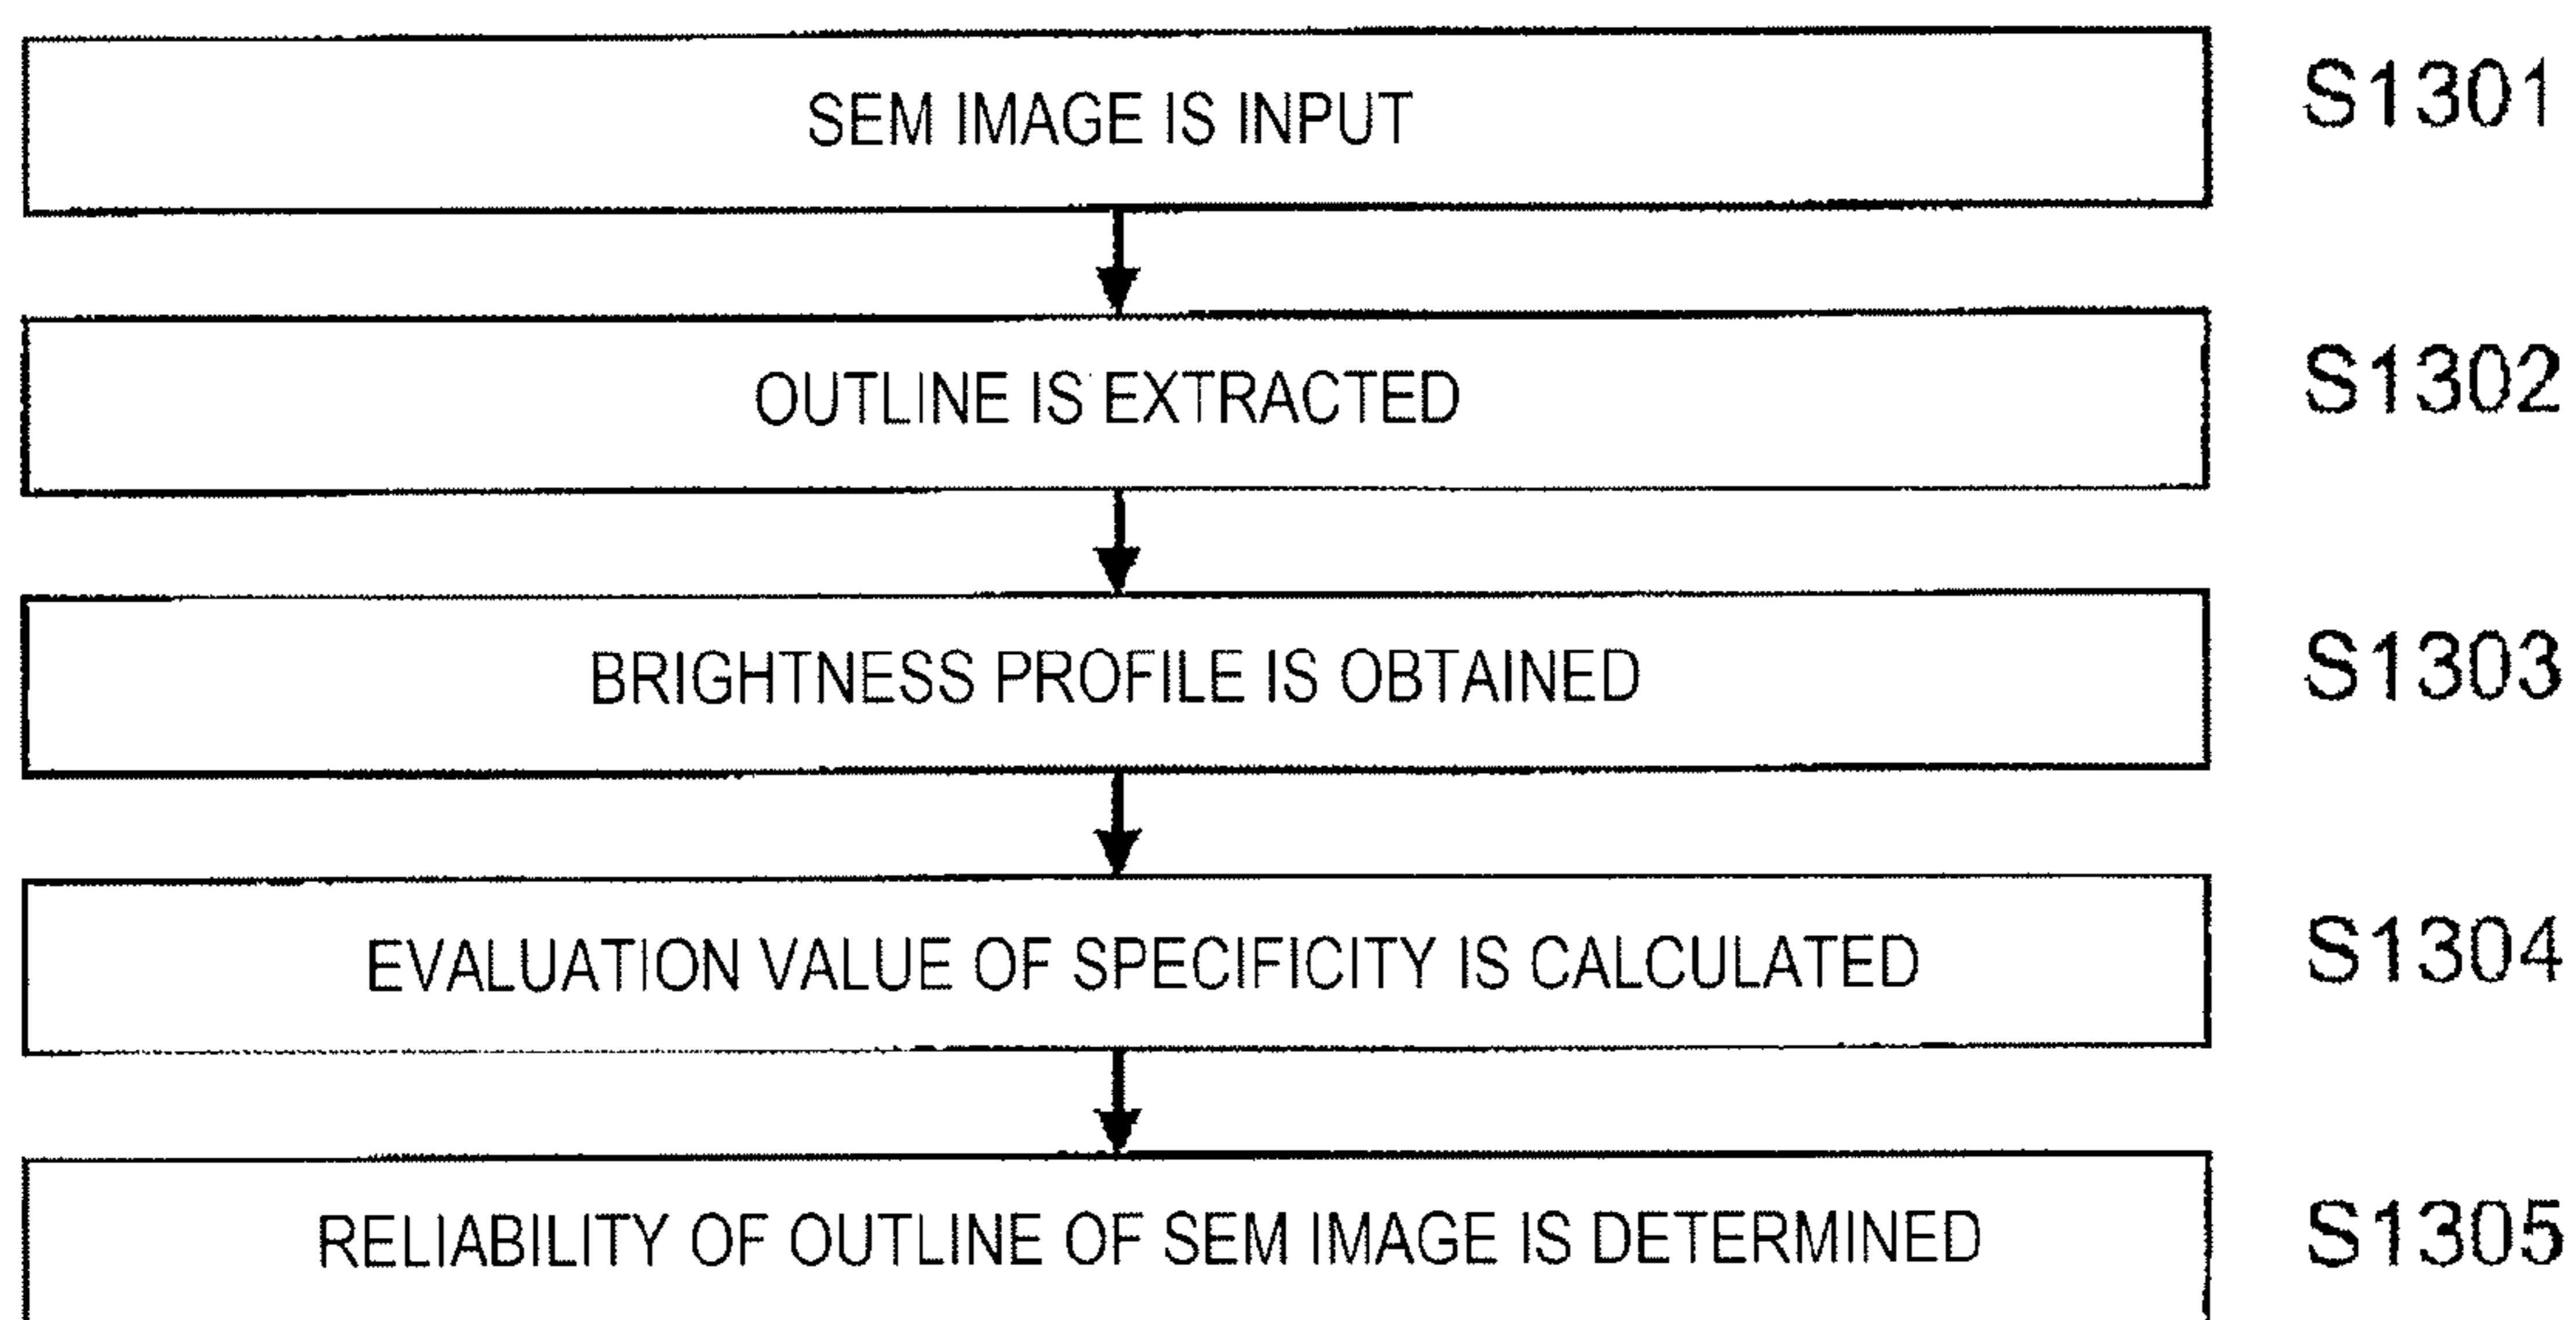 SEM IMAGE IS INPUT S1301
OUTLINE IS EXTRACTED S1302
BRIGHTNESS PROFILE IS OBTAINED S1303
EVALUATION VALUE OF SPECIFICITY IS CALCULATED S1304
RELIABILITY OF OUTLINE OF SEM IMAGE IS DETERMINED S1305